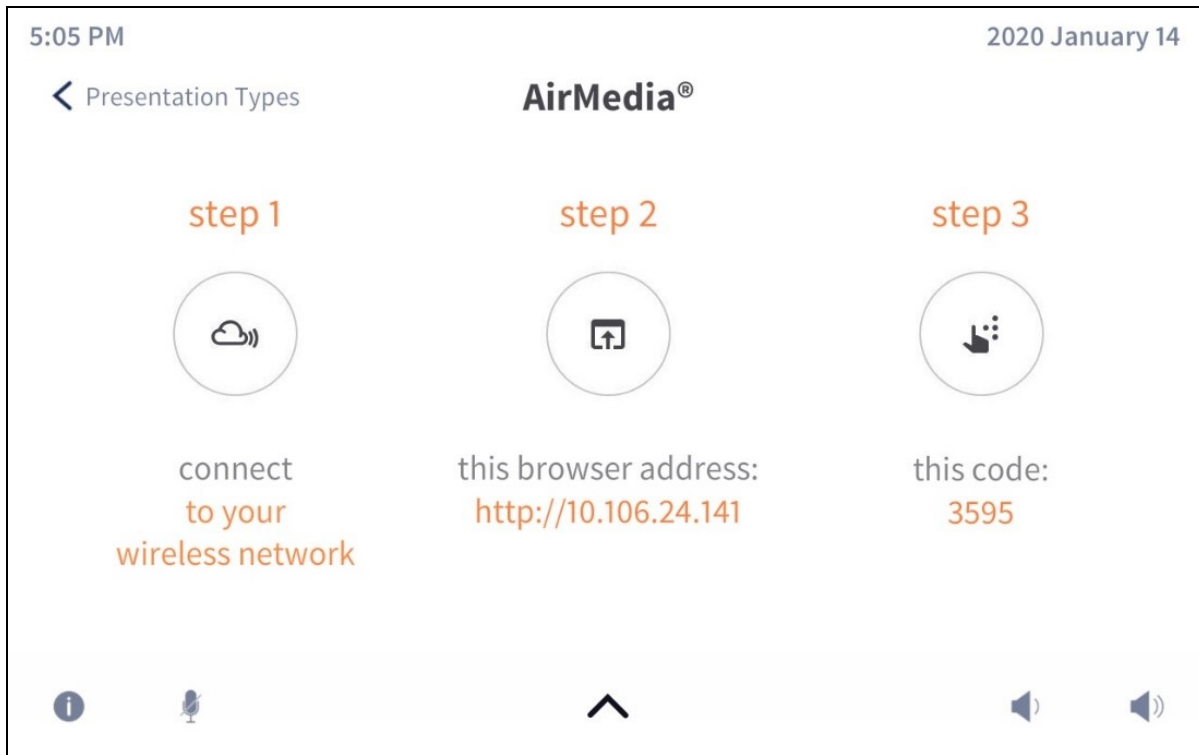 5:05 PM
2020 January 14
Presentation Types
AirMedia®
step 1
step 2
step 3
connect
to your
wireless network
this browser address:
http://10.106.24.141
this code:
3595